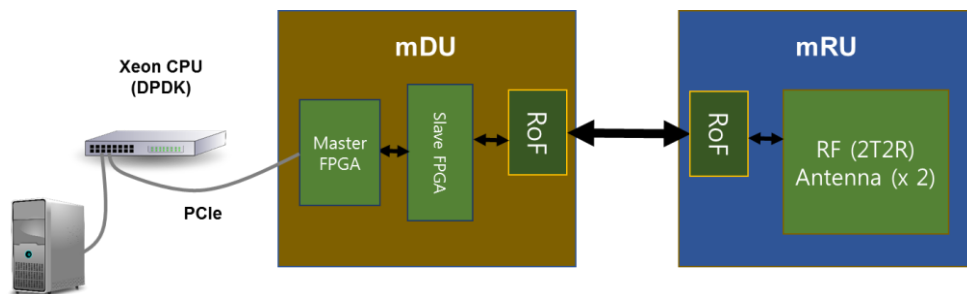 Xeon CPU
(DPDK)
PCIe
mDU
Master
FPGA
Slave FPGA
RoF
mRU
RoF
RF (2T2R)
Antenna (x 2)